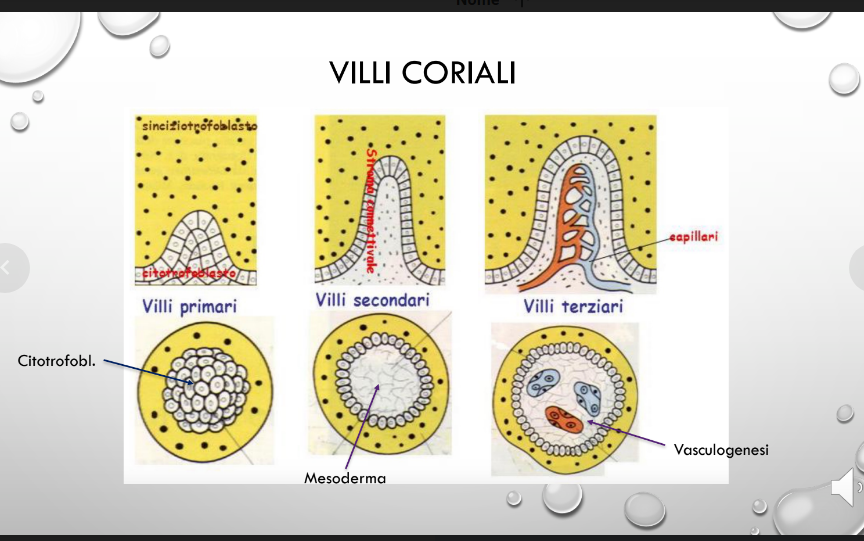 Nome
VILLI CORIALI
sinciziotrofoblasto
citotrofoblasto
Stroma connettivale
capillari
Villi primari
Villi secondari
Villi terziari
Citotrofobl.
Mesoderma
Vasculogenesi